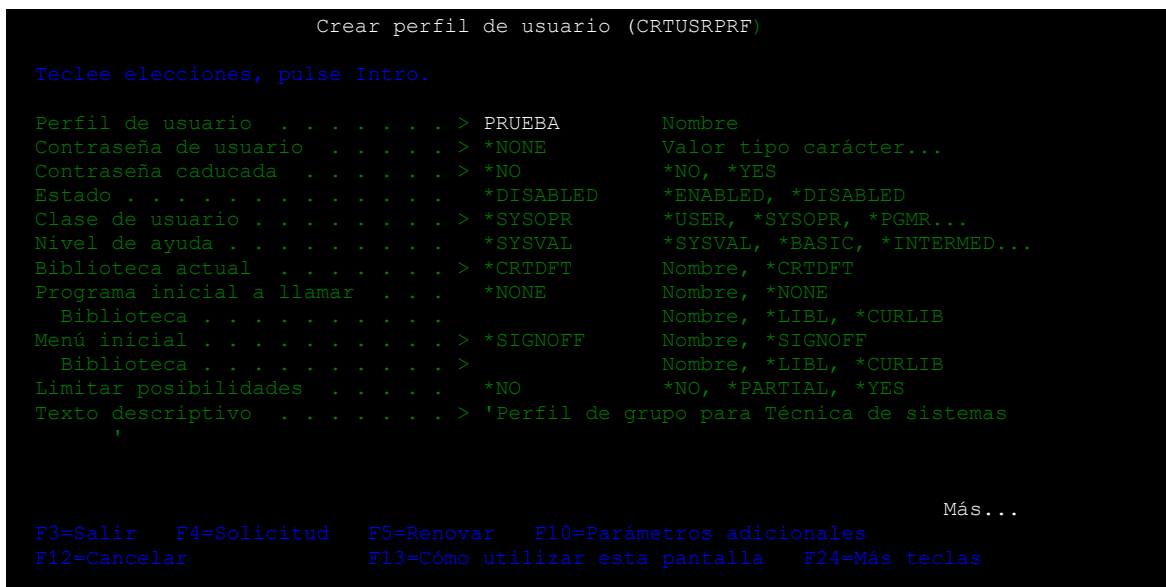 Crear perfil de usuario (CRTUSRPRF)
Teclee elecciones, pulse Intro.
Perfil de usuario . . . . . . . > PRUEBA Nombre
Contraseña de usuario . . . . . > *NONE Valor tipo carácter...
Contraseña caducada . . . . . . > *NO *NO, *YES
Estado . . . . . . . . . . . . . *DISABLED *ENABLED, *DISABLED
Clase de usuario . . . . . . . . > *SYSOPR *USER, *SYSOPR, *PGMR...
Nivel de ayuda . . . . . . . . . *SYSVAL *SYSVAL, *BASIC, *INTERMED...
Biblioteca actual . . . . . . . > *CRTDFT Nombre, *CRTDFT
Programa inicial a llamar . . . *NONE Nombre, *NONE
Biblioteca . . . . . . . . . . Nombre, *LIBL, *CURLIB
Menú inicial . . . . . . . . . . > *SIGNOFF Nombre, *SIGNOFF
Biblioteca . . . . . . . . . . > Nombre, *LIBL, *CURLIB
Limitar posibilidades . . . . . *NO *NO, *PARTIAL, *YES
Texto descriptivo . . . . . . . > 'Perfil de grupo para Técnica de sistemas
'
Más...
F3=Salir F4=Solicitud F5=Renovar F10=Parámetros adicionales
F12=Cancelar F13=Cómo utilizar esta pantalla F24=Más teclas